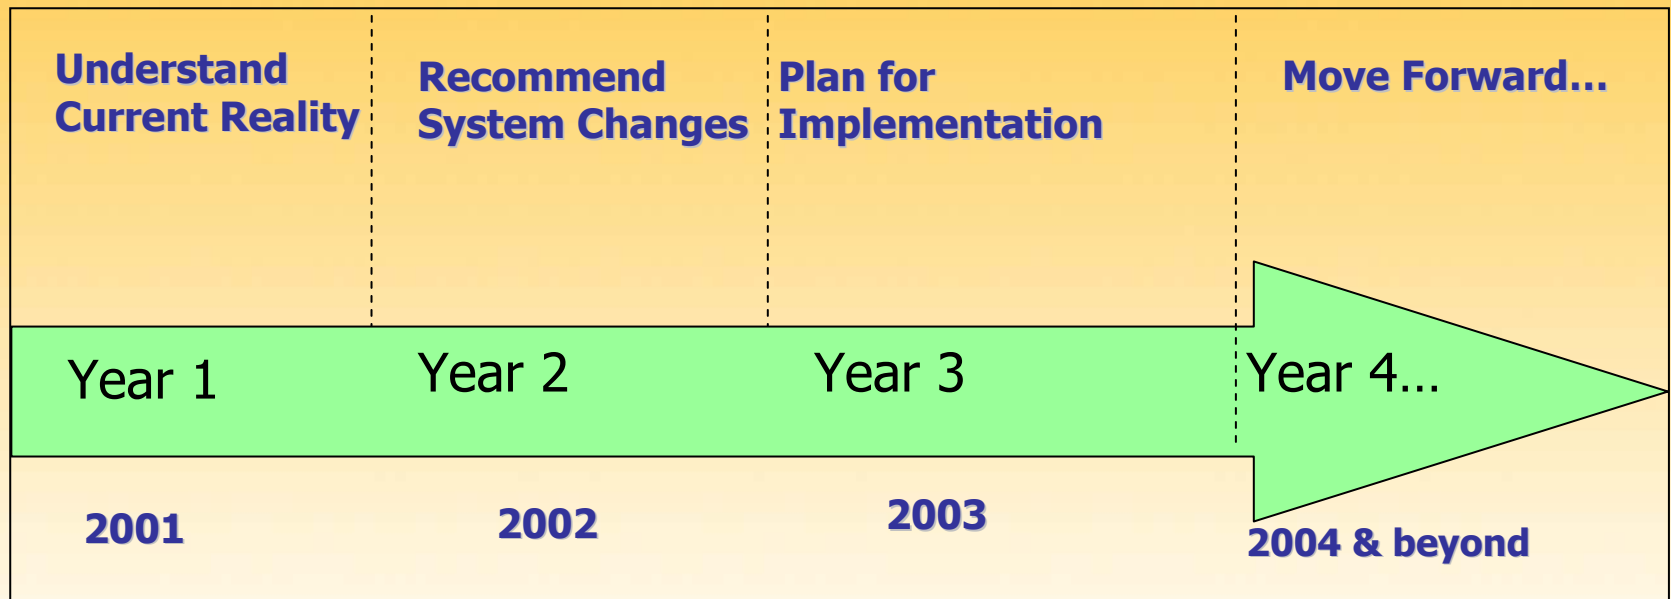 Understand
Current Reality
Recommend
System Changes
Plan for
Implementation
Move Forward...
Year 1
Year 2
Year 3
Year 4...
2001
2002
2003
2004 & beyond